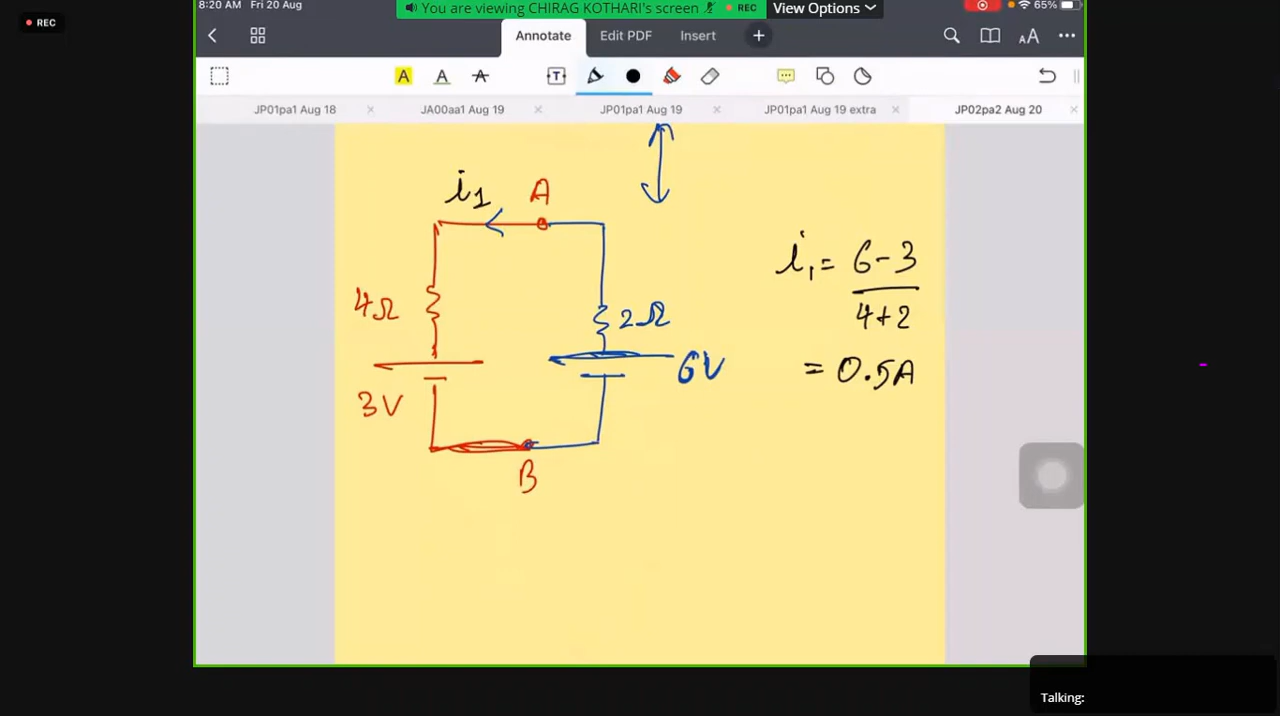 REC
8:20 AM Fri 20 Aug
You are viewing CHIRAG KOTHARI's screen
REC
View Options
65%
Annotate
Edit PDF
Insert
+
AA
A
A
A
T
JP01pa1 Aug 18
JA00aa1 Aug 19
JP01pa1 Aug 19
JP01pa1 Aug 19 extra
JP02pa2 Aug 20
i1
A
4Ω
2Ω
3V
6V
B
i1 = 6-3
4+2
= 0.5A
Talking: